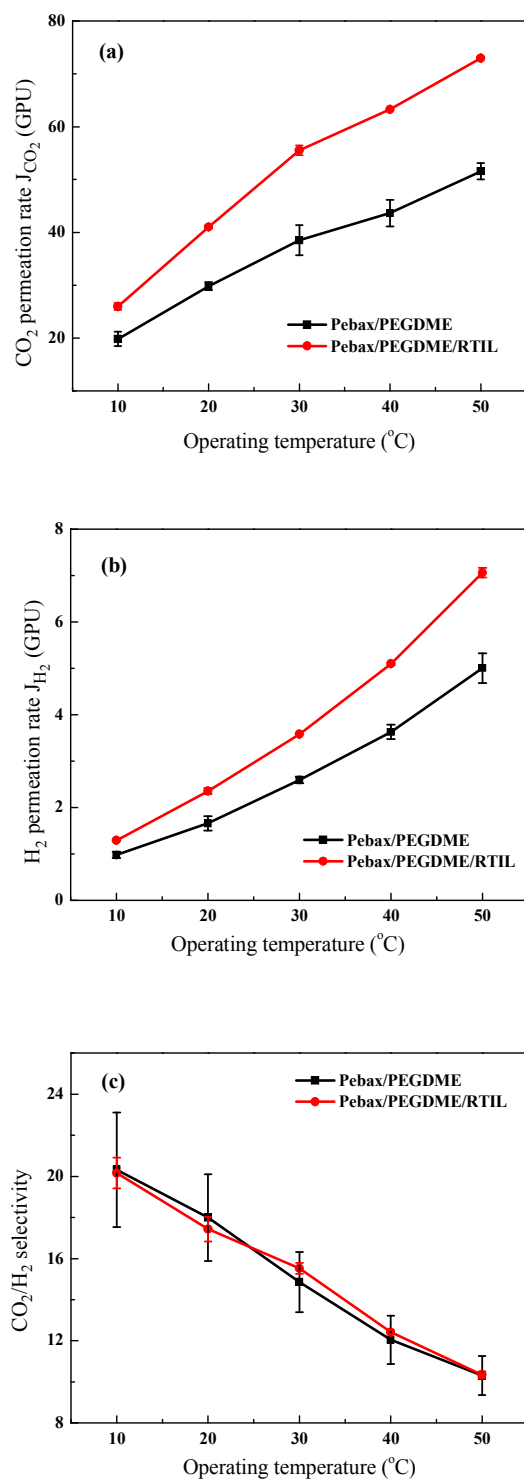 (a)
CO₂ permeation rate J_CO₂ (GPU)
80
60
40
20
Pebax/PEGDME
Pebax/PEGDME/RTIL
10 20 30 40 50
Operating temperature (°C)
(b)
H₂ permeation rate J_H₂ (GPU)
8
6
4
2
0
Pebax/PEGDME
Pebax/PEGDME/RTIL
10 20 30 40 50
Operating temperature (°C)
(c)
CO₂/H₂ selectivity
Pebax/PEGDME
Pebax/PEGDME/RTIL
24
20
16
12
8
10 20 30 40 50
Operating temperature (°C)